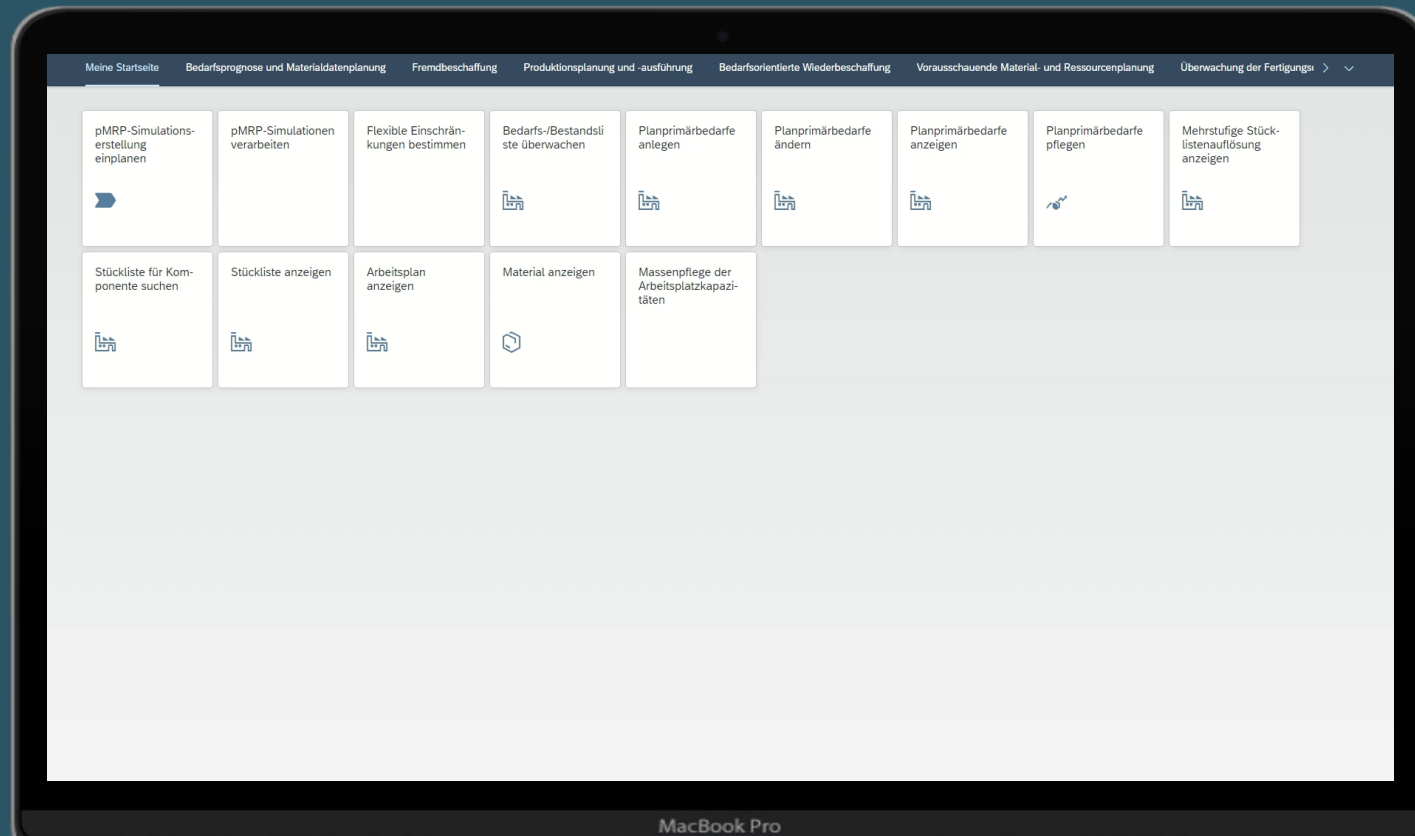 Meine Startseite Bedarfsprognose und Materialdatenplanung Fremdbeschaffung Produktionsplanung und -ausführung Bedarfsorientierte Wiederbeschaffung Vorausschauende Material- und Ressourcenplanung Überwachung der Fertigungs
pMRP-Simulations-
erstellung
einplanen
pMRP-Simulationen
verarbeiten
Flexible Einschrän-
kungen bestimmen
Bedarfs-/Bestandsli
ste überwachen
Planprimärbedarfe
anlegen
Planprimärbedarfe
ändern
Planprimärbedarfe
anzeigen
Planprimärbedarfe
pflegen
Mehrstufige Stück-
listenauflösung
anzeigen
Stückliste für Kom-
ponente suchen
Stückliste anzeigen
Arbeitsplan
anzeigen
Material anzeigen
Massenpflege der
Arbeitsplatzkapazi-
täten
MacBook Pro